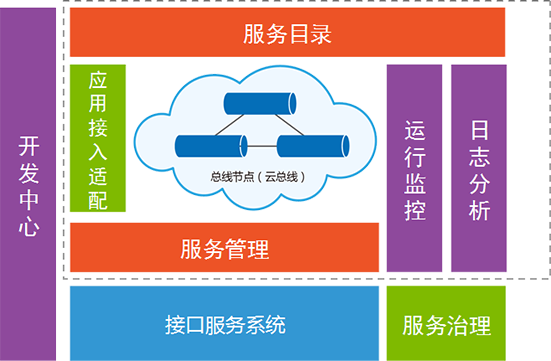 服务目录
开发中心
应用接入适配
总线节点（云总线）
运行监控
日志分析
服务管理
接口服务系统
服务治理